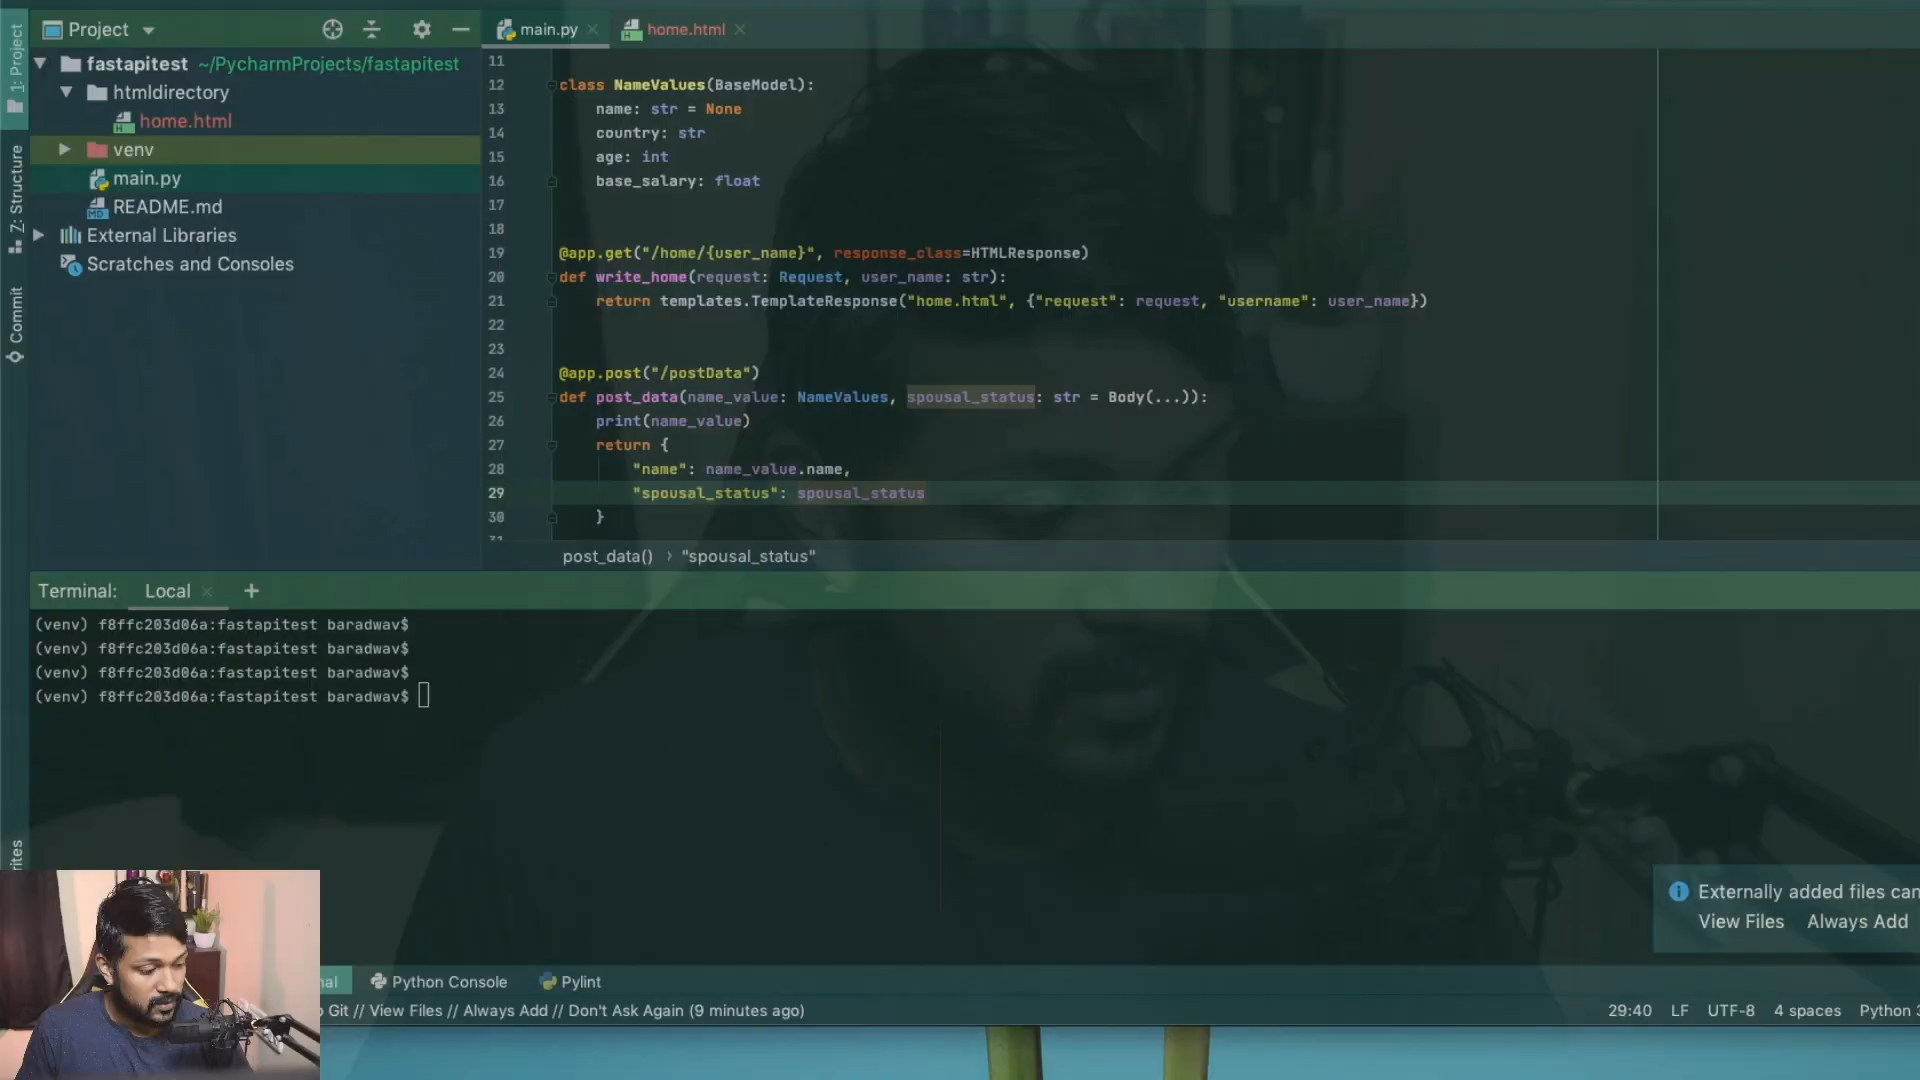 1: Project
Z: Structure
Commit
rites
Project
fastapitest ~/PycharmProjects/fastapitest
htmldirectory
home.html
venv
main.py
README.md
External Libraries
Scratches and Consoles
main.py home.html
11
12 class NameValues(BaseModel):
13 name: str = None
14 country: str
15 age: int
16 base_salary: float
17
18
19 @app.get("/home/{user_name}", response_class=HTMLResponse)
20 def write_home(request: Request, user_name: str):
21 return templates.TemplateResponse("home.html", {"request": request, "username": user_name})
22
23
24 @app.post("/postData")
25 def post_data(name_value: NameValues, spousal_status: str = Body(...)):
26 print(name_value)
27 return {
28 "name": name_value.name,
29 "spousal_status": spousal_status
30 }
31
post_data() › "spousal_status"
Terminal: Local +
(venv) f8ffc203d06a:fastapitest baradwav$
(venv) f8ffc203d06a:fastapitest baradwav$
(venv) f8ffc203d06a:fastapitest baradwav$
(venv) f8ffc203d06a:fastapitest baradwav$
Externally added files can
View Files Always Add
nal Python Console Pylint
o Git // View Files // Always Add // Don't Ask Again (9 minutes ago)
29:40 LF UTF-8 4 spaces Python 3